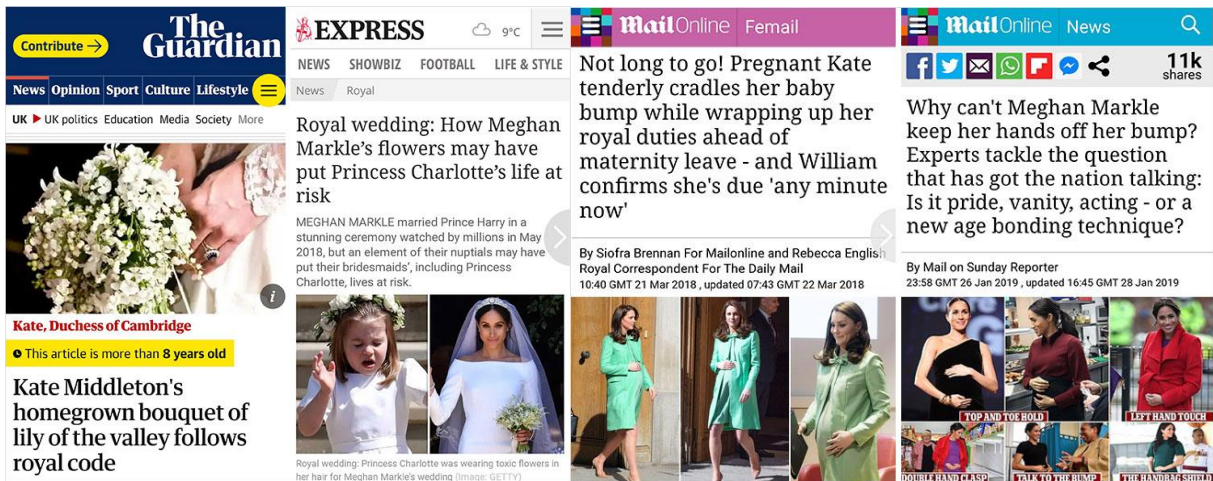 Contribute →
The
Guardian
News Opinion Sport Culture Lifestyle
UK UK politics Education Media Society More
Kate, Duchess of Cambridge
This article is more than 8 years old
Kate Middleton's
homegrown bouquet of
lily of the valley follows
royal code
EXPRESS
9°C
NEWS SHOWBIZ FOOTBALL LIFE & STYLE
News Royal
Royal wedding: How Meghan
Markle's flowers may have
put Princess Charlotte's life at
risk
MEGHAN MARKLE married Prince Harry in a
stunning ceremony watched by millions in May
2018, but an element of their nuptials may have
put their bridesmaids', including Princess
Charlotte, lives at risk.
Royal wedding: Princess Charlotte was wearing toxic flowers in
her hair for Meghan Markle's wedding (Image: GETTY)
MailOnline Femail
Not long to go! Pregnant Kate
tenderly cradles her baby
bump while wrapping up her
royal duties ahead of
maternity leave - and William
confirms she's due 'any minute
now'
By Siofra Brennan For Mailonline and Rebecca English
Royal Correspondent For The Daily Mail
10:40 GMT 21 Mar 2018 , updated 07:43 GMT 22 Mar 2018
MailOnline News
11k
shares
Why can't Meghan Markle
keep her hands off her bump?
Experts tackle the question
that has got the nation talking:
Is it pride, vanity, acting - or a
new age bonding technique?
By Mail on Sunday Reporter
23:58 GMT 26 Jan 2019 , updated 16:45 GMT 28 Jan 2019
TOP AND TOE HOLD
LEFT HAND TOUCH
DOUBLE HAND CLASP
TALK TO THE BUMP
THE HANDBAG SHIELD